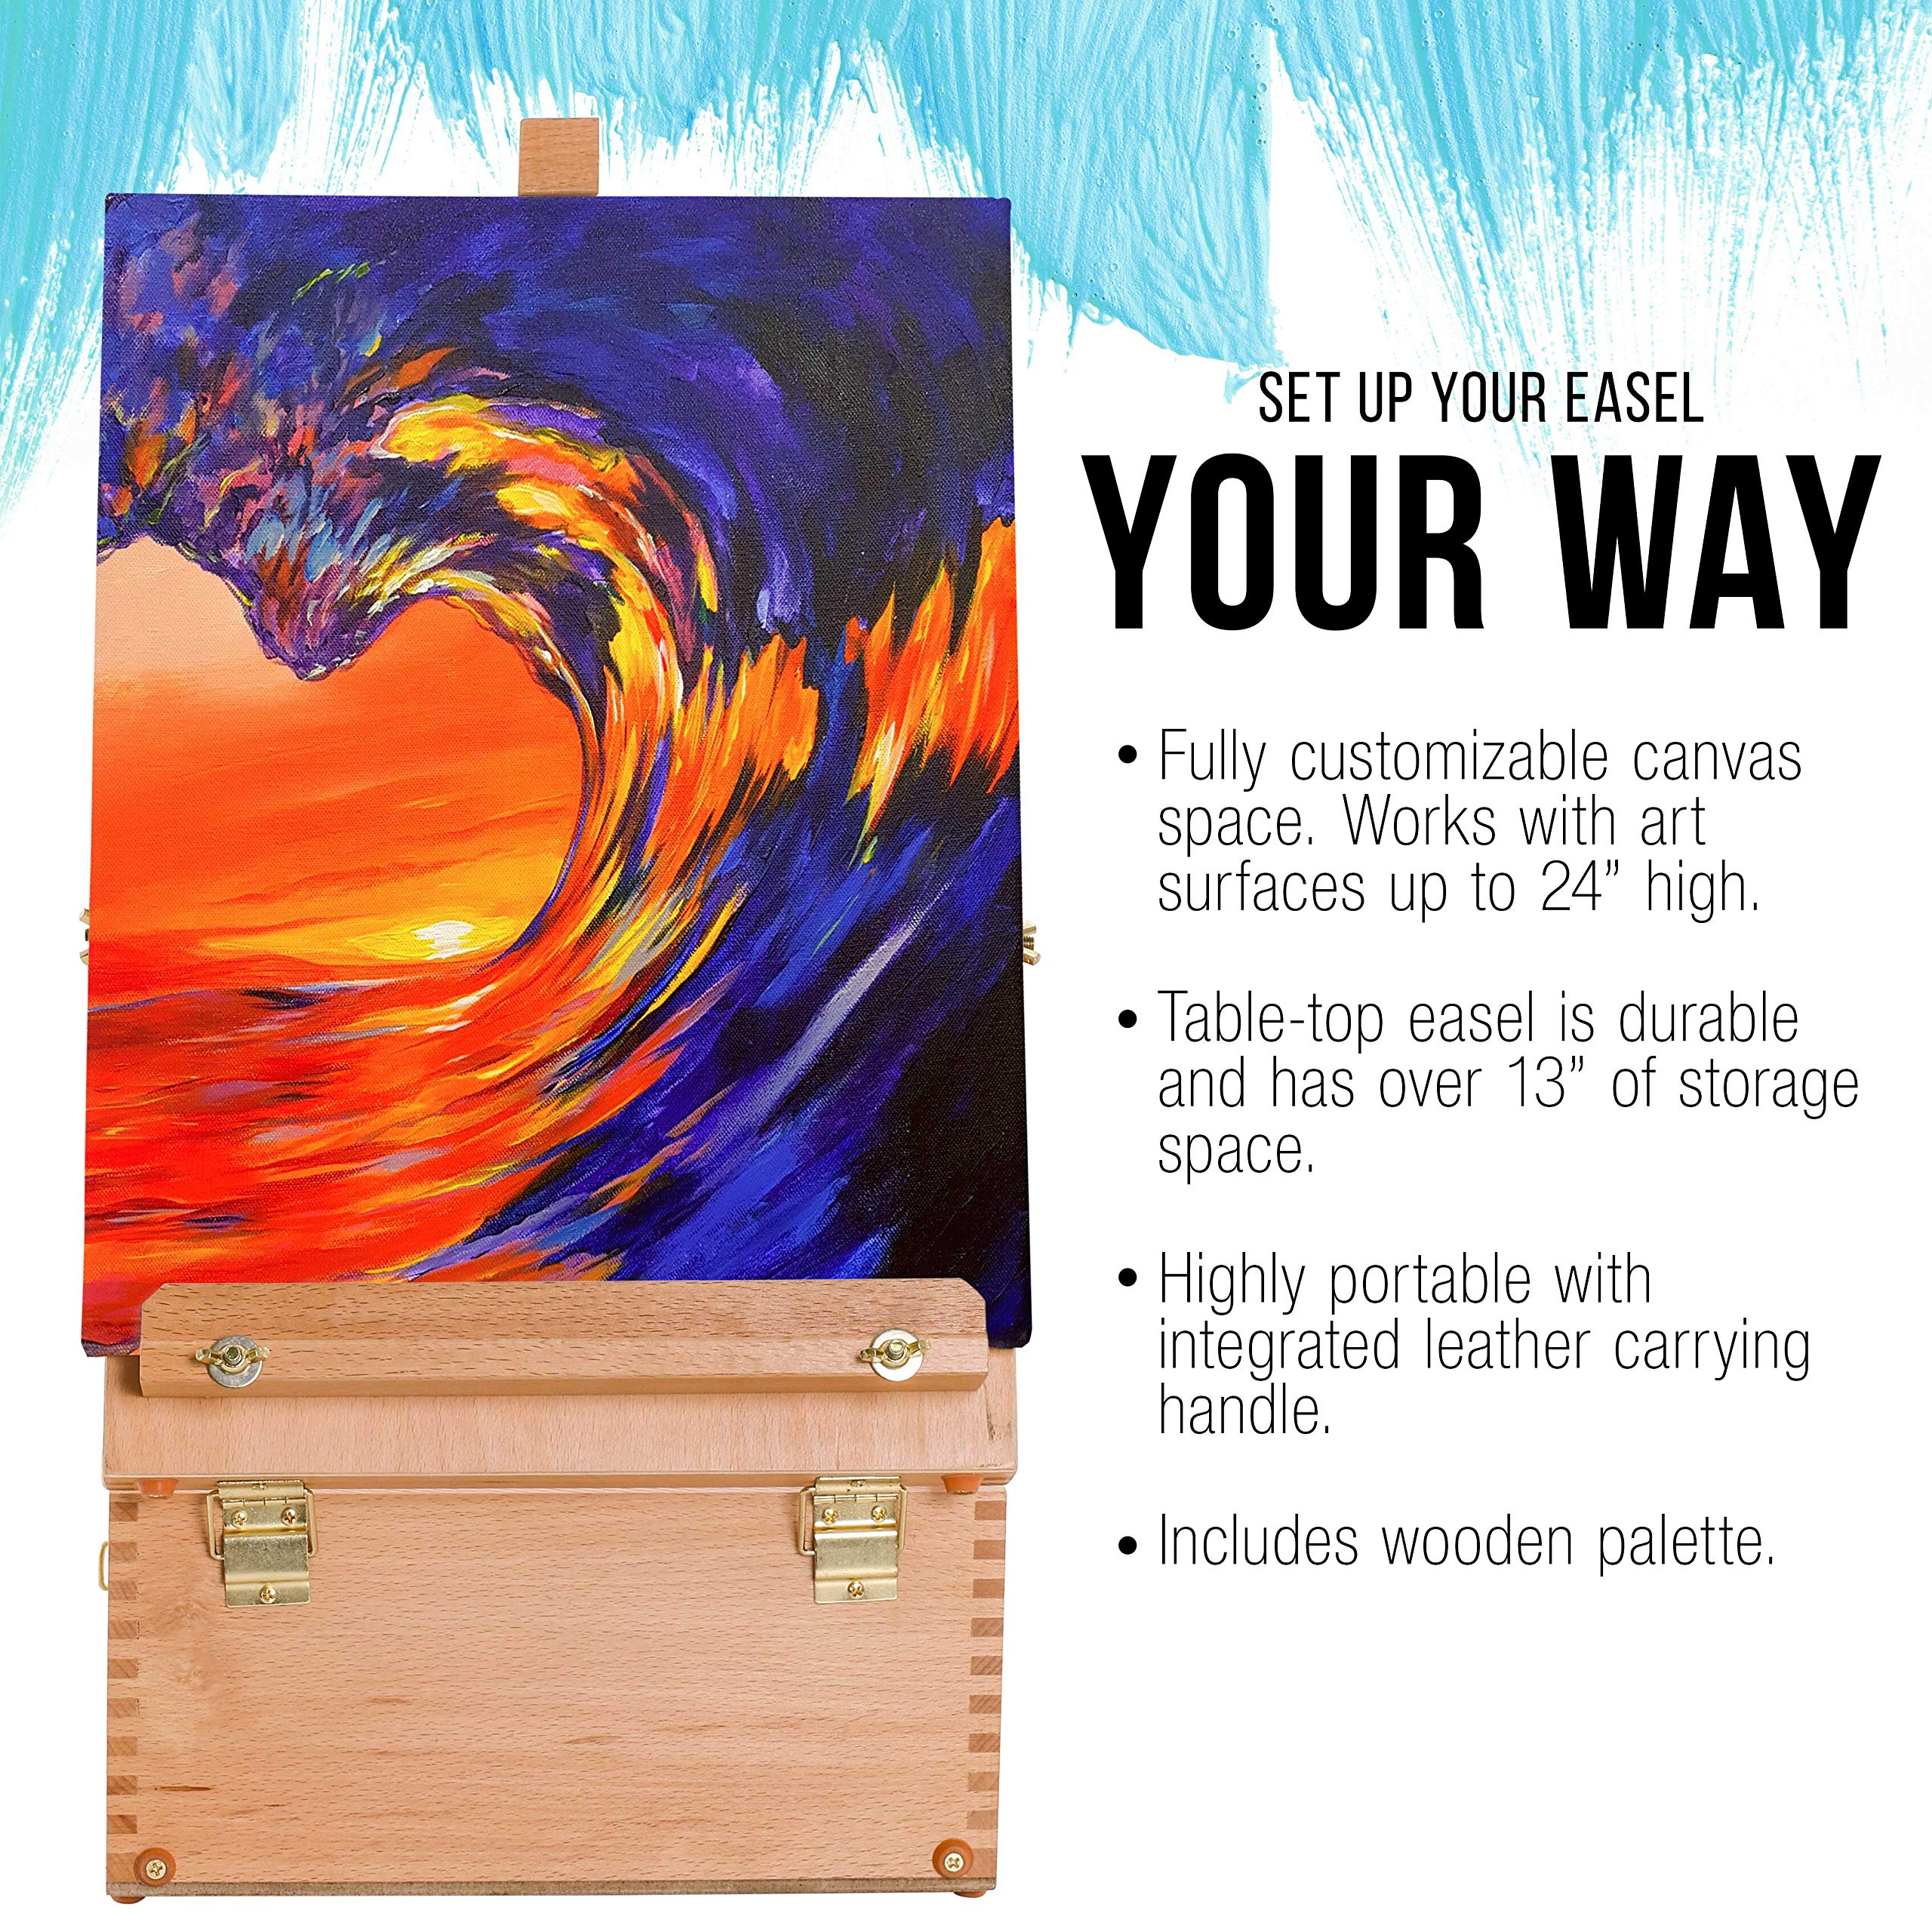 SET UP YOUR EASEL
YOUR WAY
• Fully customizable canvas
space. Works with art
surfaces up to 24” high.
• Table-top easel is durable
and has over 13” of storage
space.
• Highly portable with
integrated leather carrying
handle.
• Includes wooden palette.